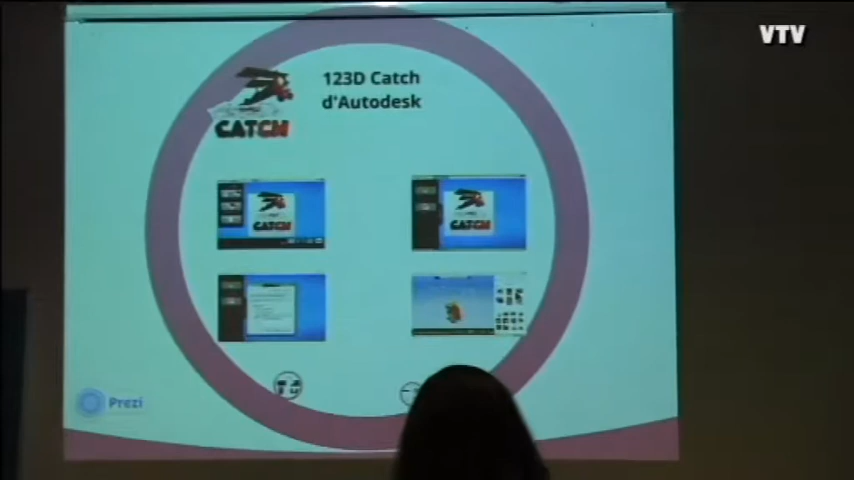 VTV
123D Catch
d'Autodesk
CATCH
CATCH
CATCH
Prezi